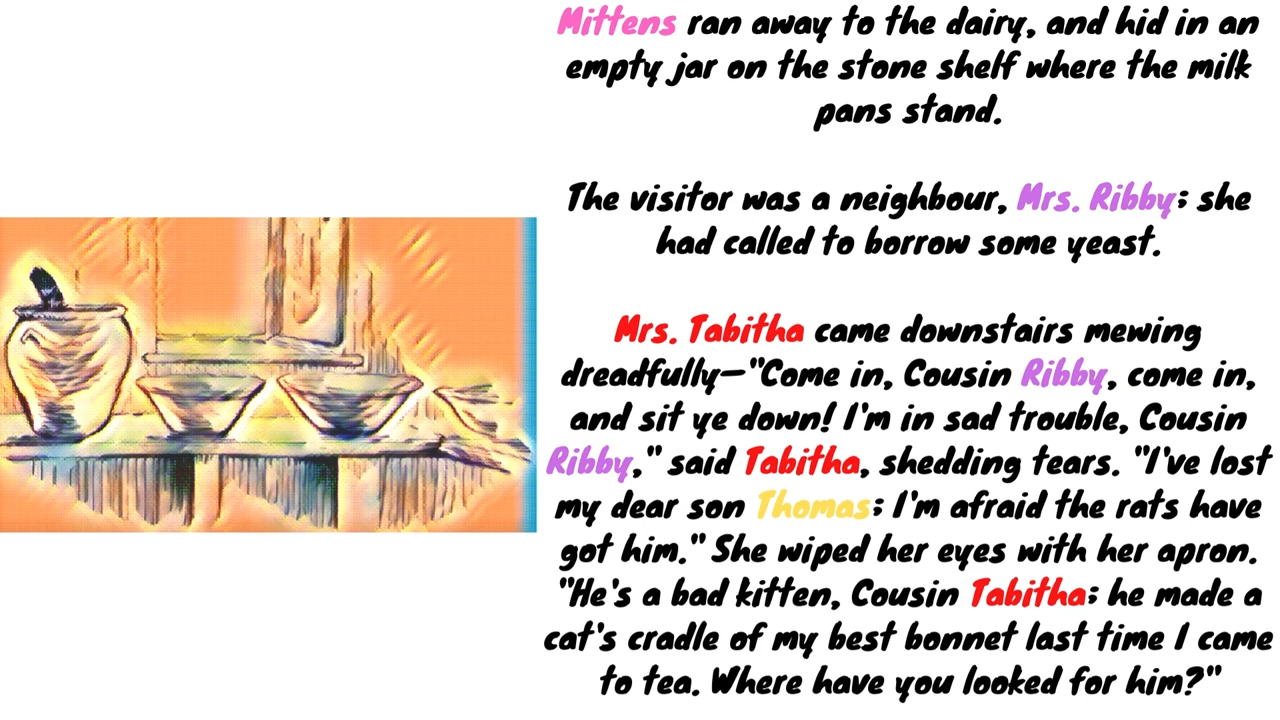 Mittens ran away to the dairy, and hid in an
empty jar on the stone shelf where the milk
pans stand.
The visitor was a neighbour, Mrs. Ribby; she
had called to borrow some yeast.
Mrs. Tabitha came downstairs mewing
dreadfully—"Come in, Cousin Ribby, come in,
and sit ye down! I'm in sad trouble, Cousin
Ribby," said Tabitha, shedding tears. "I've lost
my dear son Thomas; I'm afraid the rats have
got him." She wiped her eyes with her apron.
"He's a bad kitten, Cousin Tabitha; he made a
cat's cradle of my best bonnet last time I came
to tea. Where have you looked for him?"